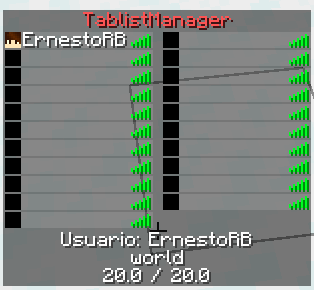 TablistManager
ErnestoRB
Usuario: ErnestoRB
world
20.0 / 20.0